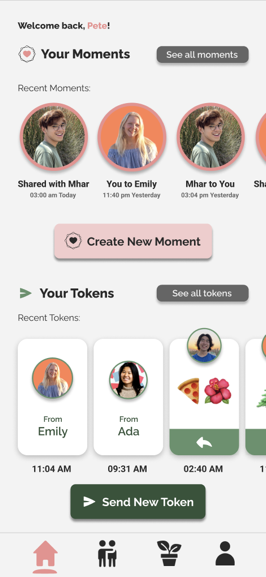 Welcome back, Pete!
Your Moments
See all moments
Recent Moments:
Shared with Mhar
03:00 am Today
You to Emily
11:40 pm Yesterday
Mhar to You
03:04 pm Yesterday
Sha
Create New Moment
Your Tokens
See all tokens
Recent Tokens:
From
Emily
From
Ada
11:04 AM
09:31 AM
02:40 AM
1
Send New Token